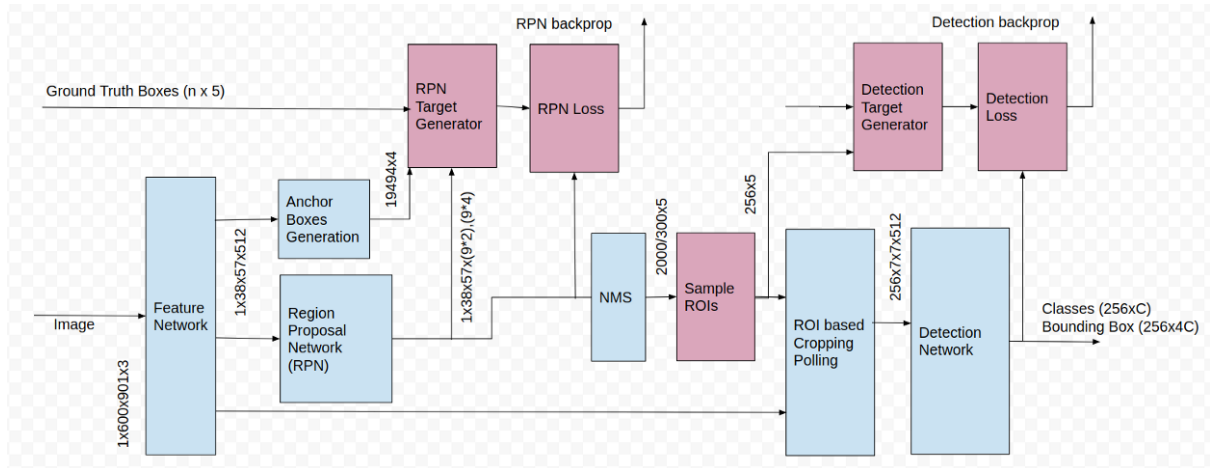 RPN backprop
Detection backprop
Ground Truth Boxes (n x 5)
RPN
Target
Generator
RPN Loss
Detection
Target
Generator
Detection
Loss
19494x4
Anchor
Boxes
Generation
1x38x57x512
1x38x57x(9*2),(9*4)
2000/300x5
256x5
256x7x7x512
Image
Feature
Network
1x600x901x3
Region
Proposal
Network
(RPN)
NMS
Sample
ROIs
ROI based
Cropping
Polling
Detection
Network
Classes (256xC)
Bounding Box (256x4C)